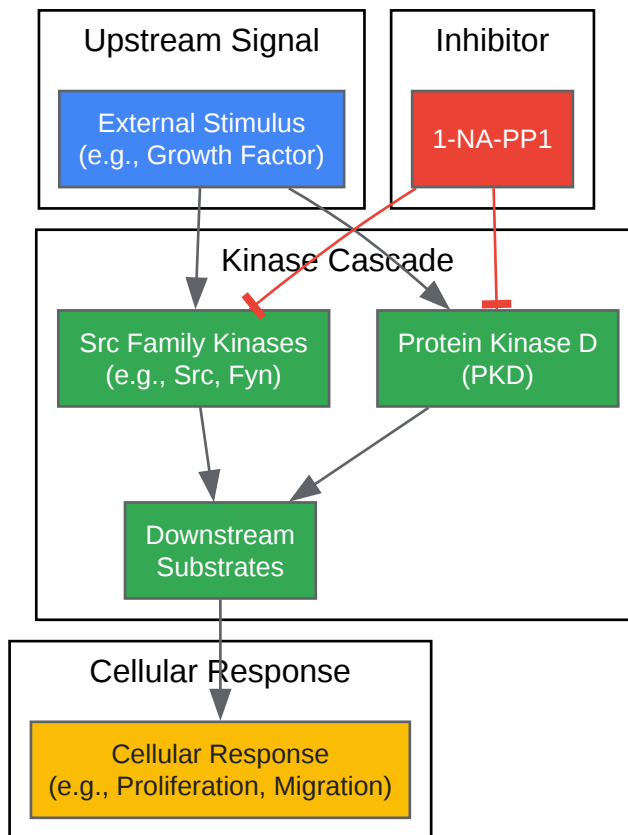 Upstream Signal
Inhibitor
External Stimulus
(e.g., Growth Factor)
1-NA-PP1
Kinase Cascade
Src Family Kinases
(e.g., Src, Fyn)
Protein Kinase D
(PKD)
Downstream
Substrates
Cellular Response
Cellular Response
(e.g., Proliferation, Migration)